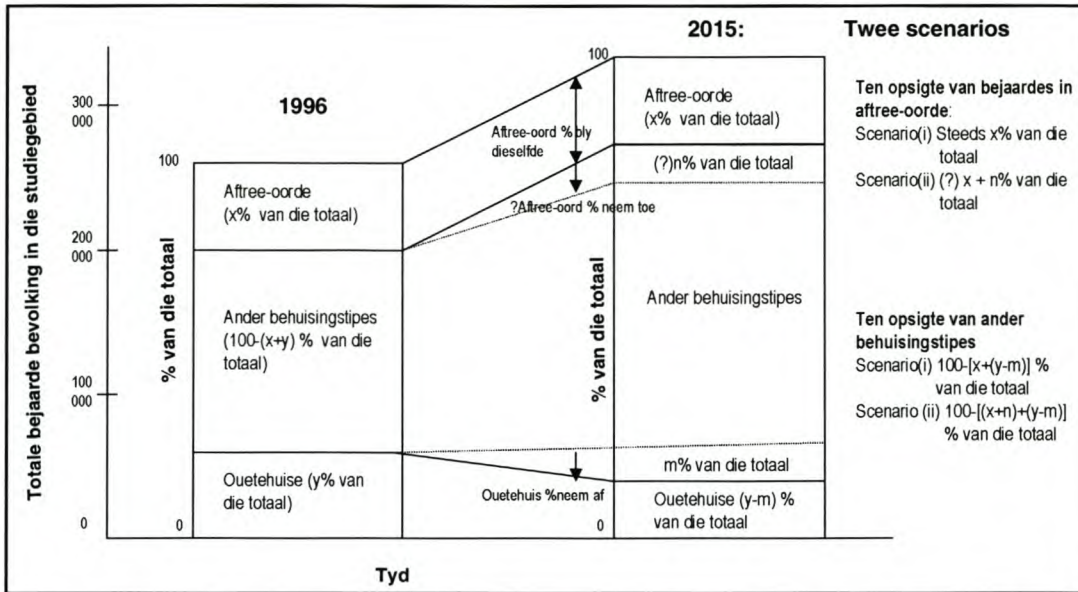 2015:
Twee scenarios
1996
Totale bejaarde bevolking in die studiegebied
300
000
200
000
100
000
0
% van die totaal
100
0
Aftree-oorde
(x% van die totaal)
Ander behuisingstipes
(100-(x+y) % van die
totaal)
Ouetehuise (y% van
die totaal)
Aftree-oord % bly
dieselfde
?Aftree-oord % neem toe
Ouetehuis %neem af
% van die totaal
100
0
Aftree-oorde
(x% van die totaal)
(?)n% van die totaal
Ander behuisingstipes
m% van die totaal
Ouetehuise (y-m) %
van die totaal
Ten opsigte van bejaardes in
aftree-oorde:
Scenario(i) Steeds x% van die
totaal
Scenario(ii) (?) x + n% van die
totaal
Ten opsigte van ander
behuisingstipes
Scenario(i) 100-[x+(y-m)] %
van die totaal
Scenario (ii) 100-[(x+n)+(y-m)]
% van die totaal
Tyd